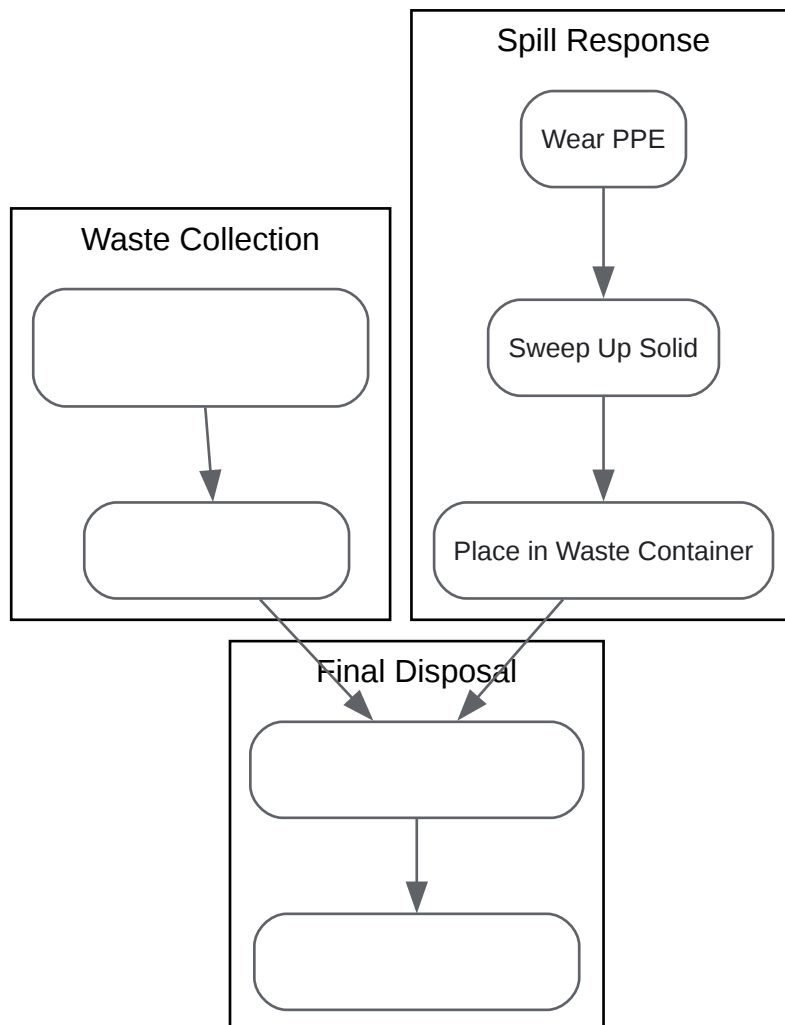 Spill Response
Wear PPE
Waste Collection
Sweep Up Solid
Place in Waste Container
Final Disposal